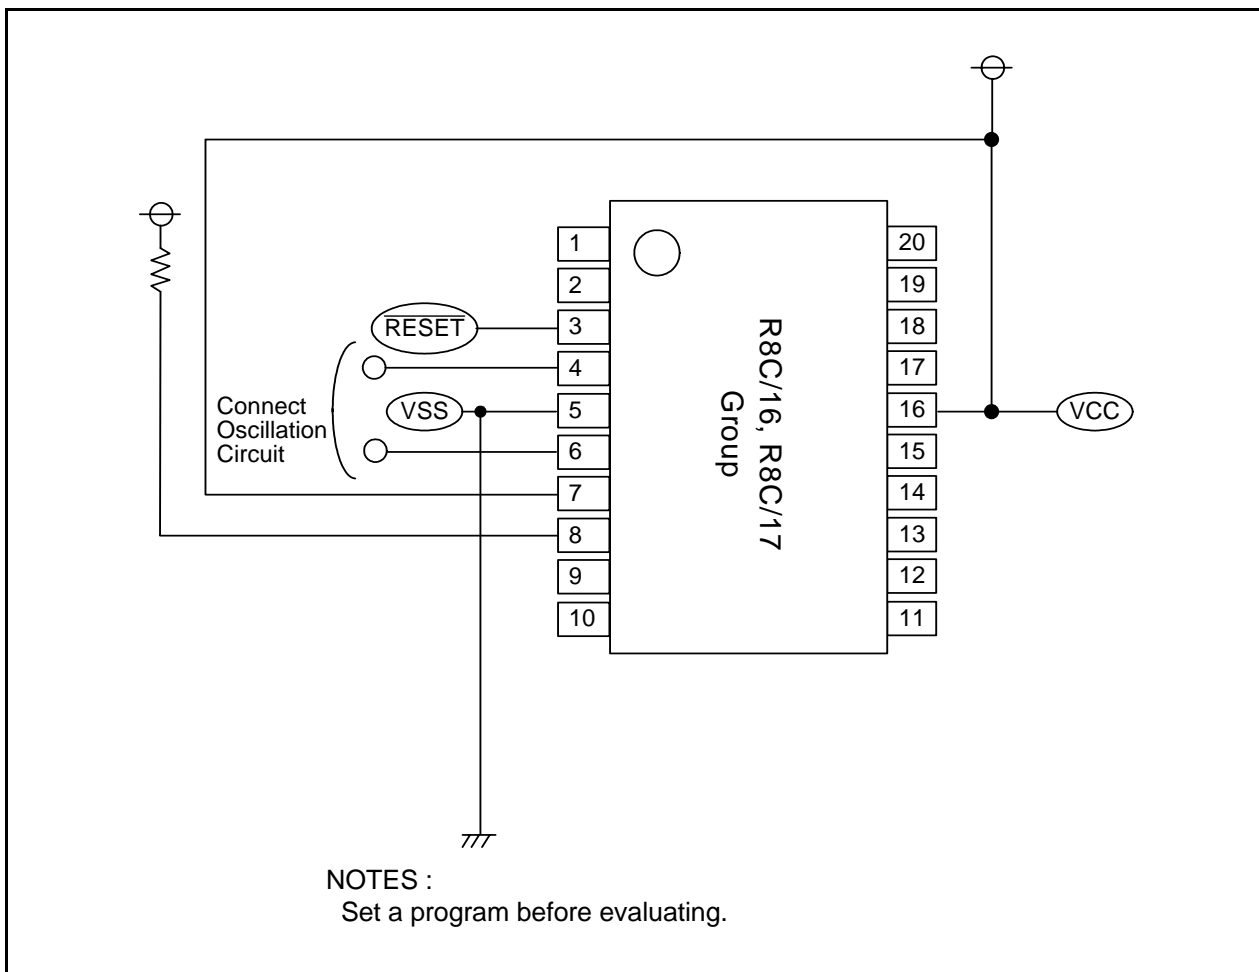 1
2
3
4
5
6
7
8
9
10
20
19
18
17
16
15
14
13
12
11
RESET
VSS
VCC
Connect
Oscillation
Circuit
R8C/16, R8C/17
Group
NOTES :
Set a program before evaluating.